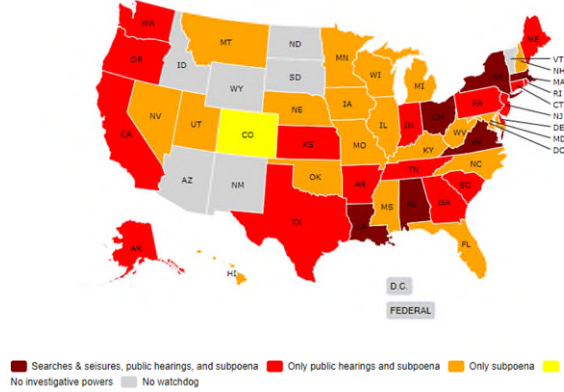 WA
ME
MT
ND
MN
VT
OR
ID
SD
WI
NH
MI
MA
WY
RI
IA
CT
NE
PA
NJ
NV
IL
IN
OH
DE
UT
CO
MD
WV
CA
KS
MO
KY
DC
VA
NC
TN
OK
AR
SC
AZ
NM
MS
AL
GA
TX
LA
AK
FL
HI
D.C.
FEDERAL
Searches & seisures, public hearings, and subpoena Only public hearings and subpoena Only subpoena
No investigative powers No watchdog